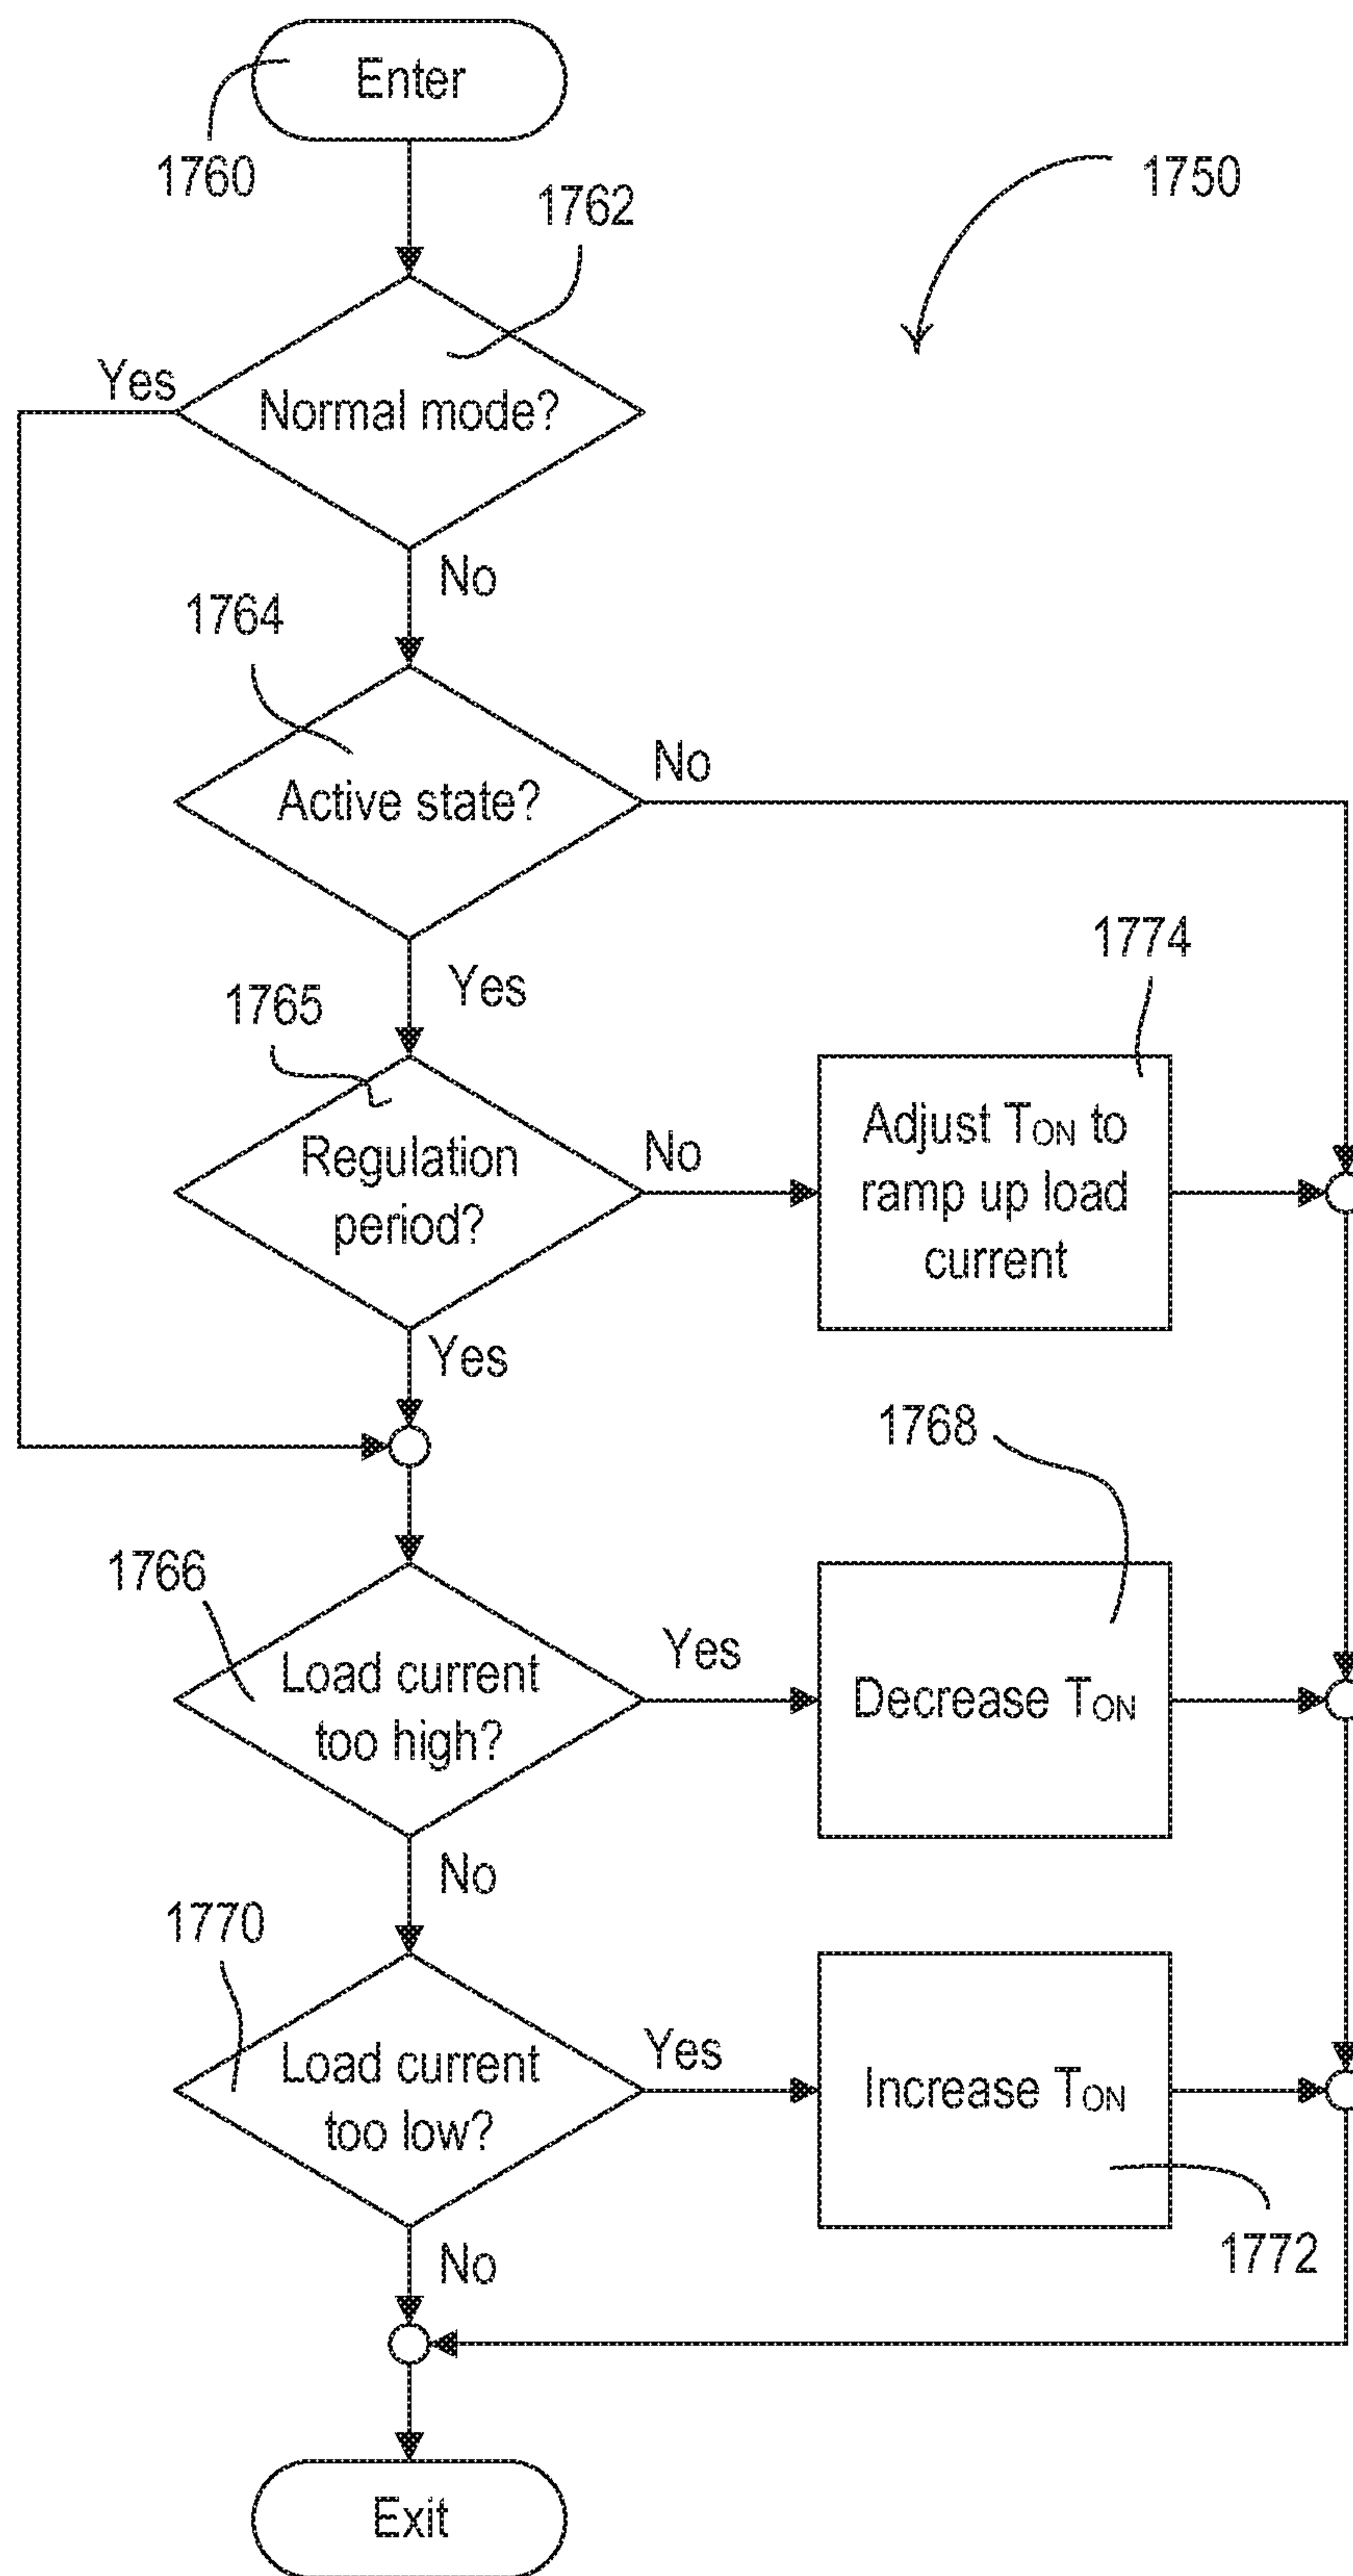 Enter
1760
1750
1762
Yes
Normal mode?
No
1764
No
Active state?
1774
Yes
1765
Adjust TON to
ramp up load
current
Regulation
period?
No
Yes
1768
1766
Yes
Load current
too high?
Decrease TON
No
1770
Yes
Load current
too low?
Increase TON
1772
No
Exit